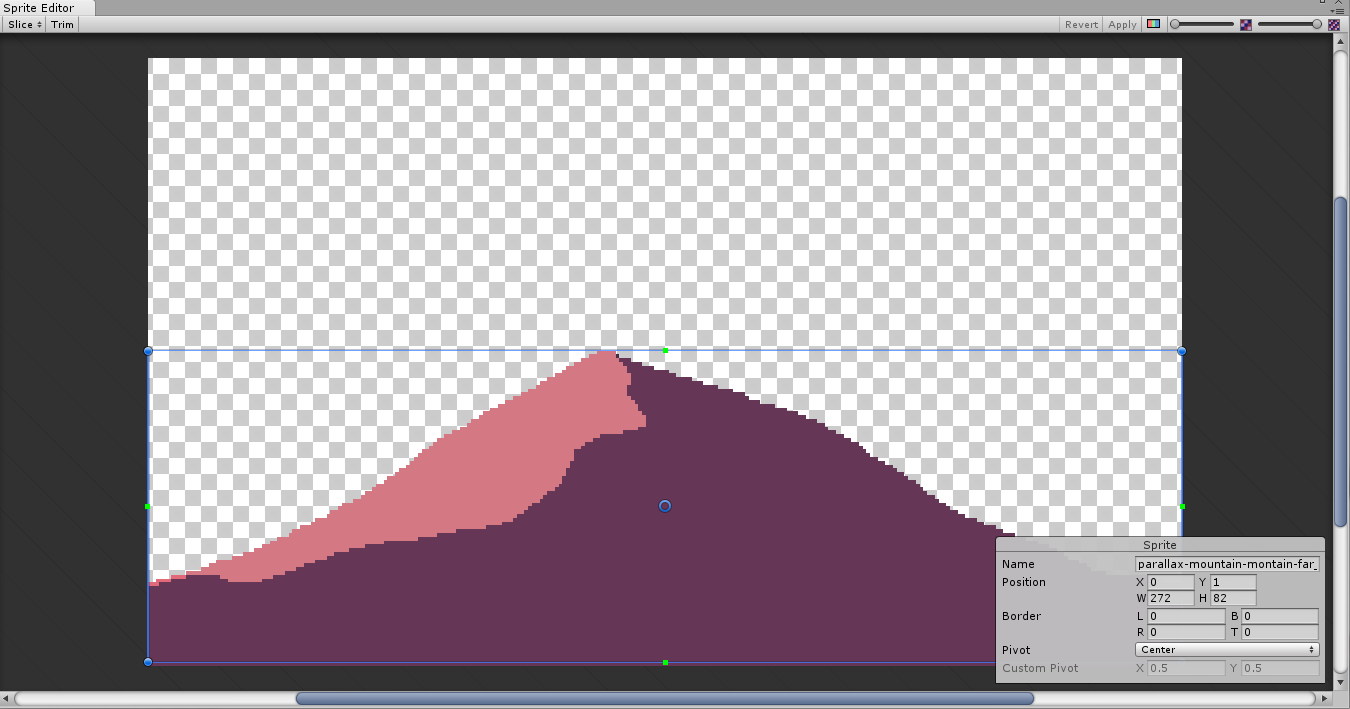 Sprite Editor
Slice Trim Revert Apply
Sprite
Name parallax-mountain-montain-far_
Position X 0 Y 1
W 272 H 82
Border L 0 B 0
R 0 T 0
Pivot Center
Custom Pivot X 0.5 Y 0.5